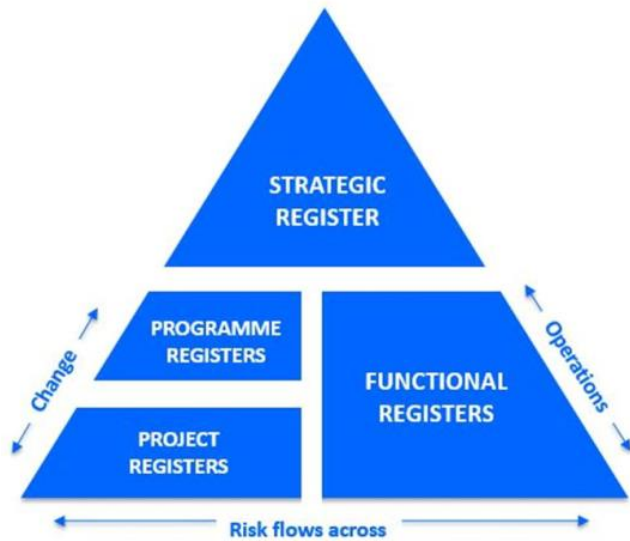 STRATEGIC
REGISTER
PROGRAMME
REGISTERS
FUNCTIONAL
REGISTERS
PROJECT
REGISTERS
Change
Operations
Risk flows across